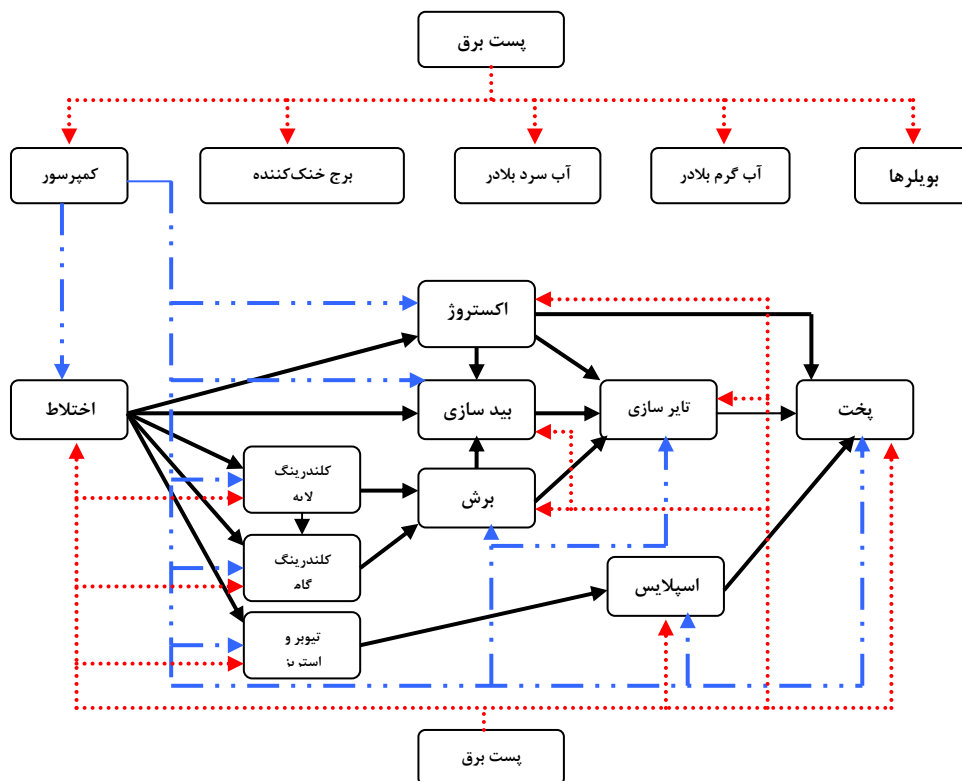 پست برق
کمپرسور
برج خنک‌کننده
آب سرد بلادر
آب گرم بلادر
بویلرها
اکستروژ
اختلاط
بید سازی
تایر سازی
پخت
کلندرینگ
لایه
برش
کلندرینگ
گام
اسپلایس
تیوبر و
استریز
پست برق